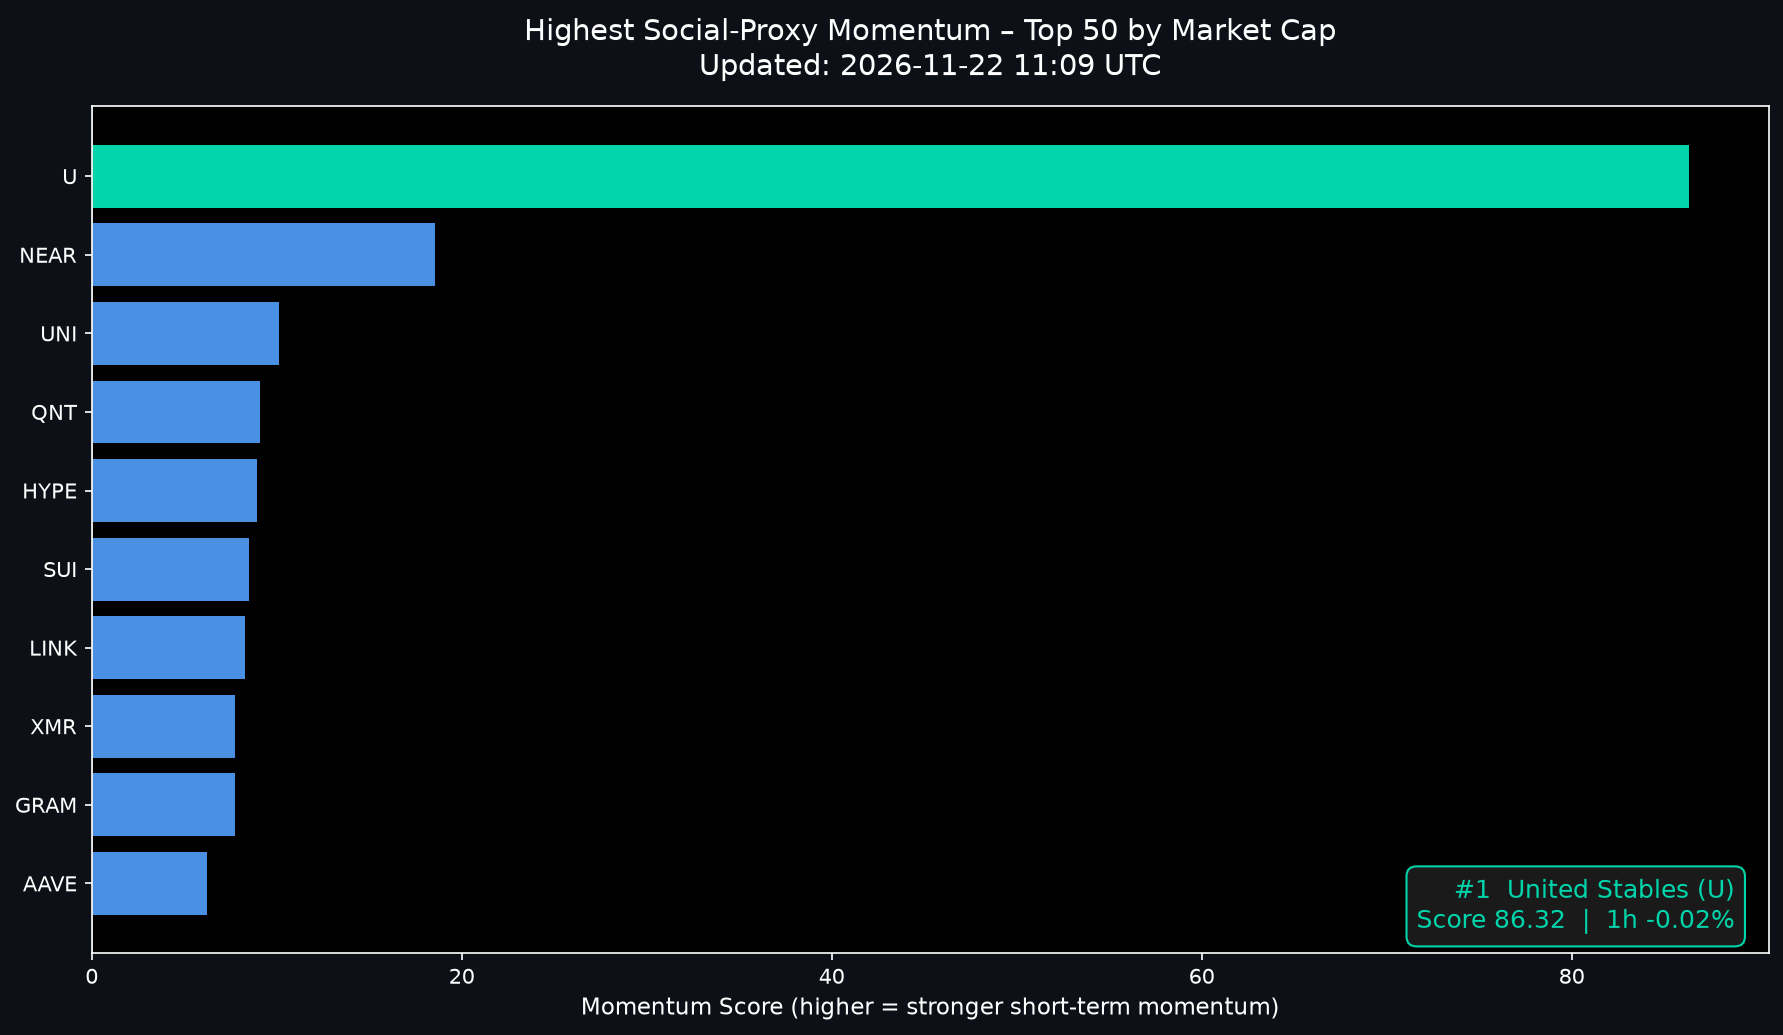 Highest Social-Proxy Momentum – Top 50 by Market Cap
Updated: 2026-11-22 11:09 UTC
U
NEAR
UNI
QNT
HYPE
SUI
LINK
XMR
GRAM
AAVE
#1  United Stables (U)
Score 86.32  |  1h -0.02%
0 20 40 60 80
Momentum Score (higher = stronger short-term momentum)